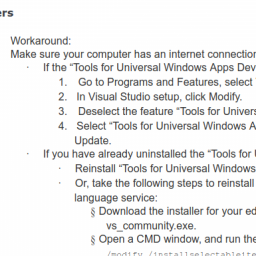 ers
Workaround:
Make sure your computer has an internet connection
· If the "Tools for Universal Windows Apps Dev
1. Go to Programs and Features, select
2. In Visual Studio setup, click Modify.
3. Deselect the feature "Tools for Univers
4. Select "Tools for Universal Windows A
Update.
· If you have already uninstalled the "Tools for
· Reinstall "Tools for Universal Windows
· Or, take the following steps to reinstall
language service:
§ Download the installer for your ed
vs_community.exe.
§ Open a CMD window, and run the
/modify /installselectableite